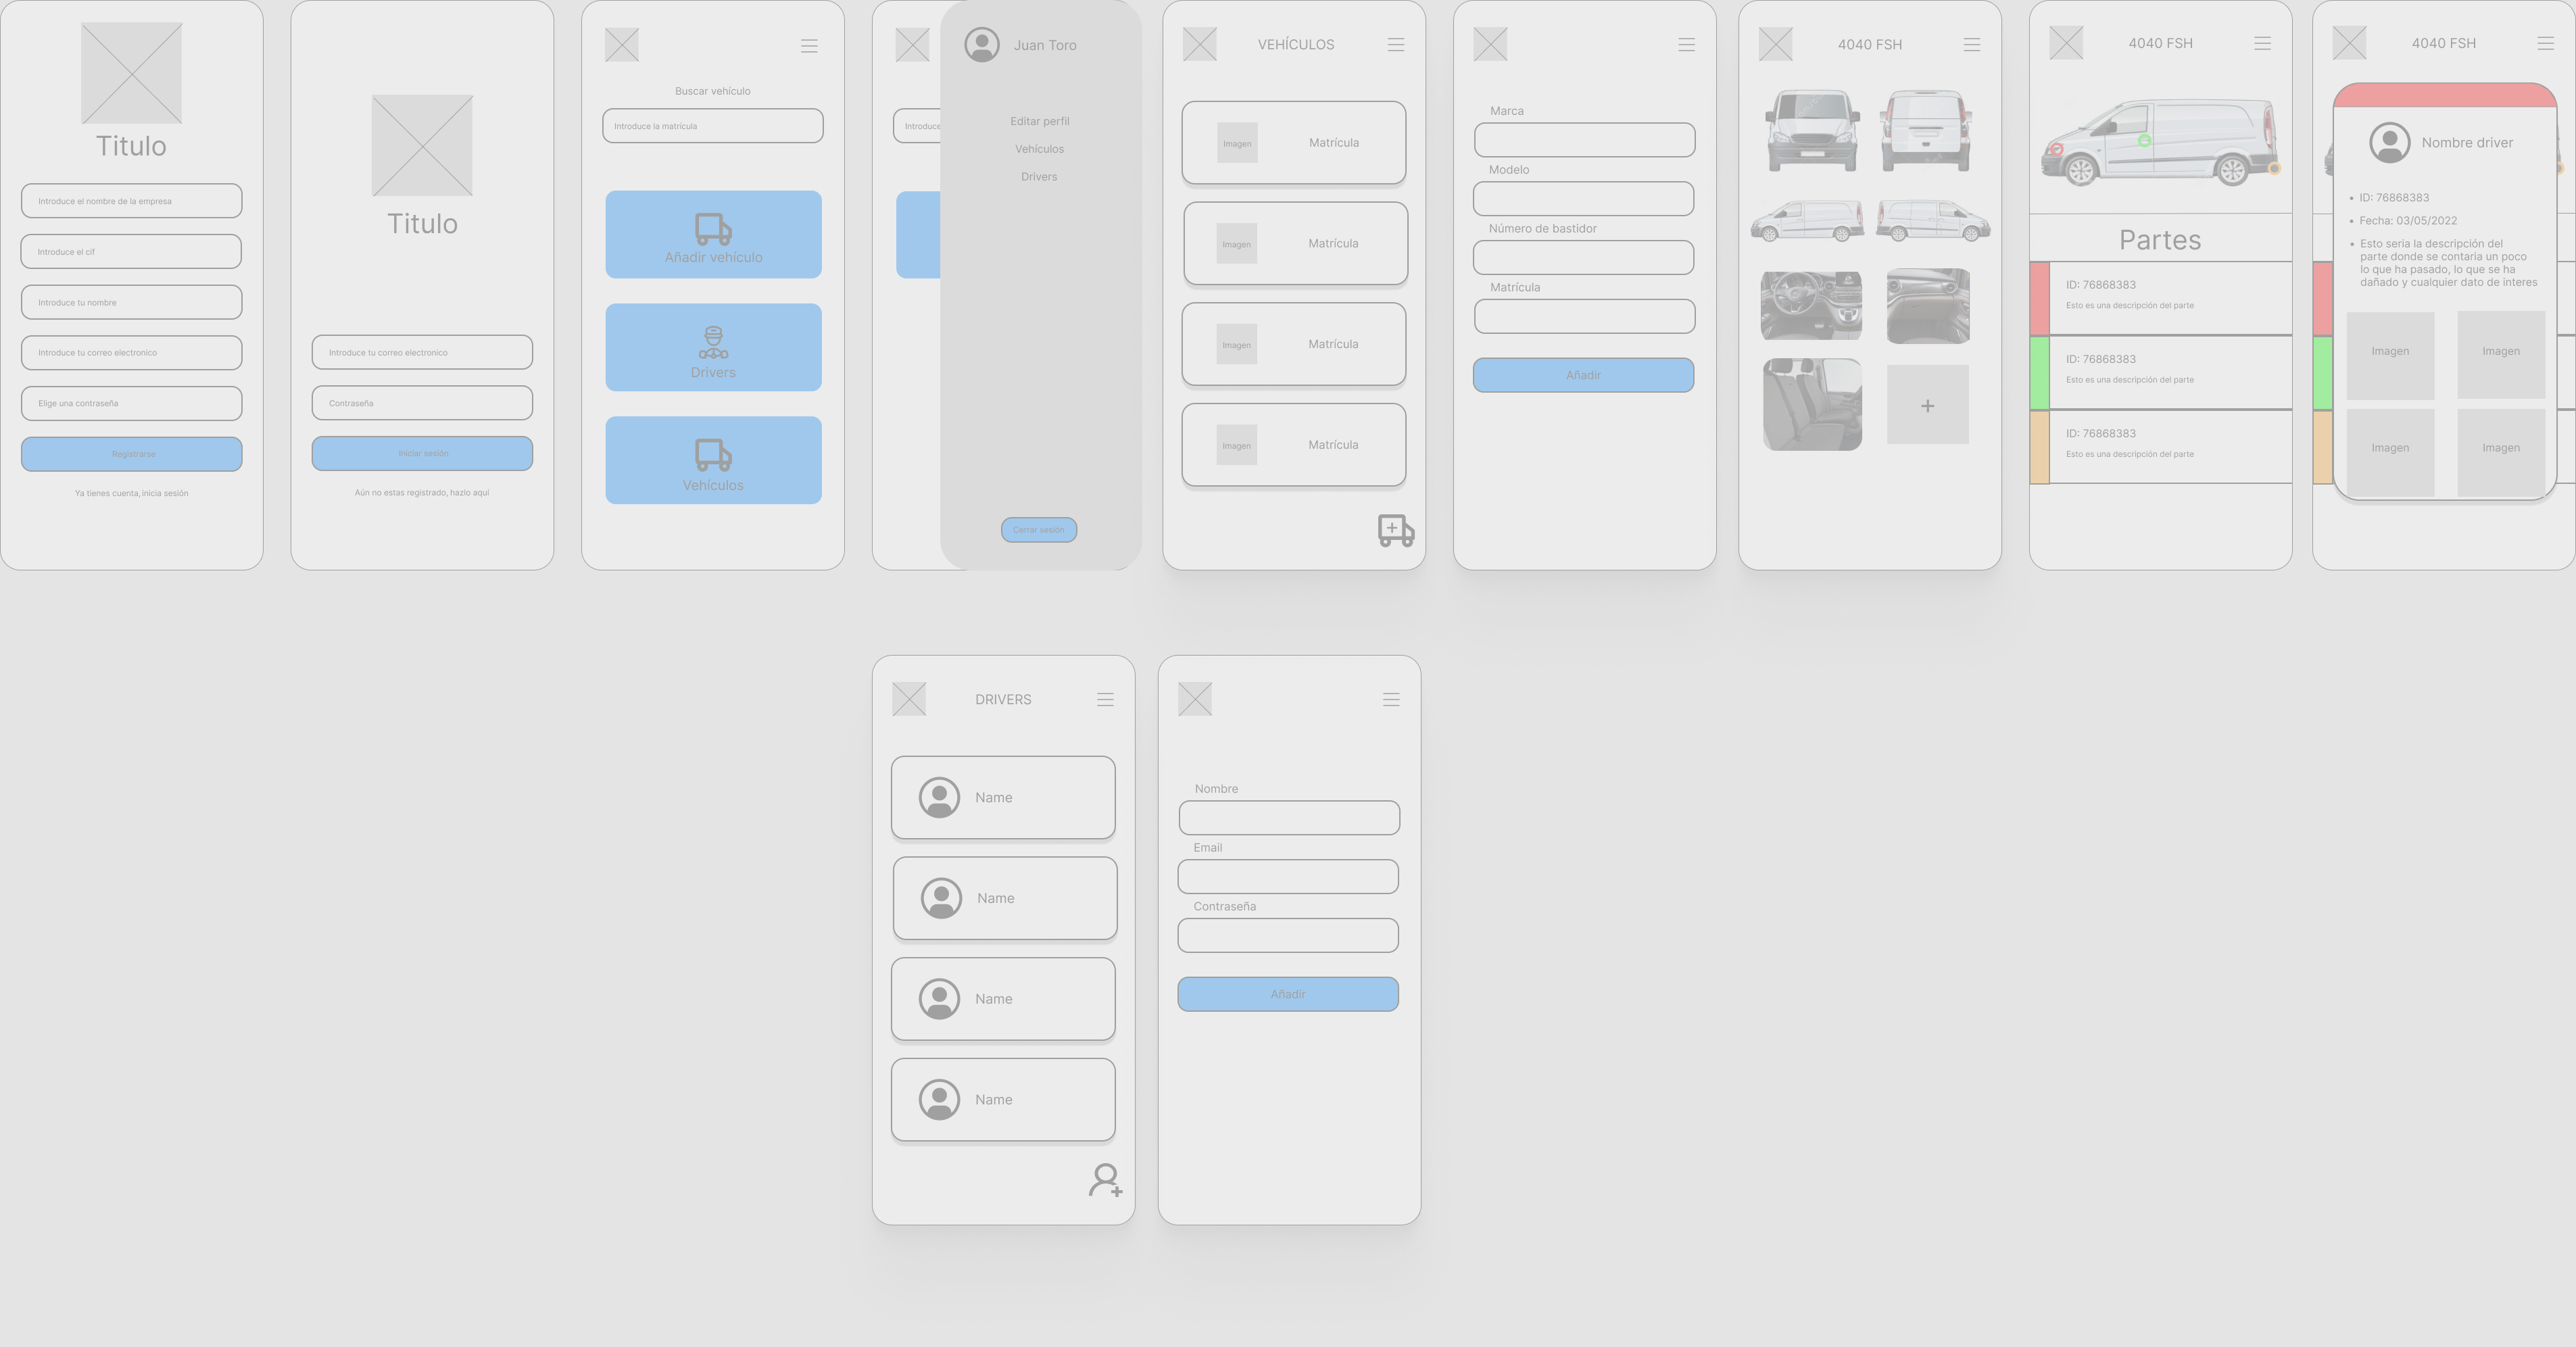 Titulo
Introduce el nombre de la empresa
Introduce el cif
Introduce tu nombre
Introduce tu correo electronico
Elige una contraseña
Registrarse
Ya tienes cuenta, inicia sesión
Titulo
Introduce tu correo electronico
Contraseña
Iniciar sesión
Aún no estas registrado, hazlo aquí
Buscar vehículo
Introduce la matrícula
Añadir vehículo
Drivers
Vehículos
Introduce
Juan Toro
Editar perfil
Vehículos
Drivers
Cerrar sesión
VEHÍCULOS
Imagen
Matrícula
Imagen
Matrícula
Imagen
Matrícula
Imagen
Matrícula
Marca
Modelo
Número de bastidor
Matrícula
Añadir
4040 FSH
+
4040 FSH
Partes
ID: 76868383
Esto es una descripción del parte
ID: 76868383
Esto es una descripción del parte
ID: 76868383
Esto es una descripción del parte
4040 FSH
Nombre driver
• ID: 76868383
• Fecha: 03/05/2022
• Esto seria la descripción del
parte donde se contaria un poco
lo que ha pasado, lo que se ha
dañado y cualquier dato de interes
Imagen
Imagen
Imagen
Imagen
DRIVERS
Name
Name
Name
Name
Nombre
Email
Contraseña
Añadir